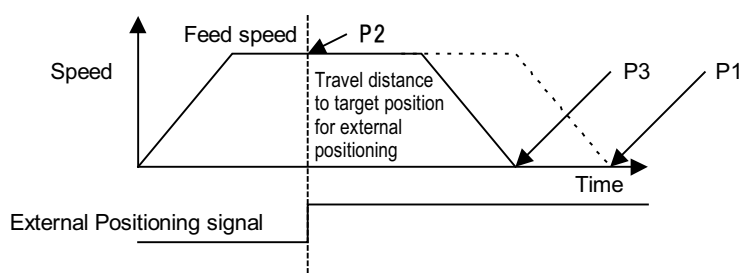 Feed speed
P2
Speed
Travel distance
to target position
for external
positioning
P3
P1
Time
External Positioning signal